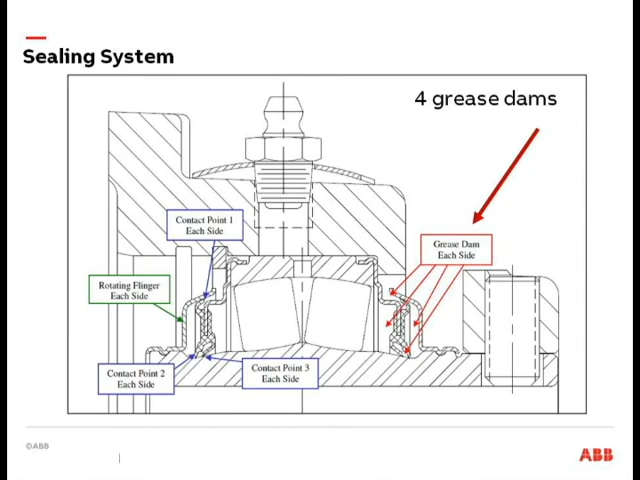 Sealing System
4 grease dams
Contact Point 1
Each Side
Grease Dam
Each Side
Rotating Flinger
Each Side
Contact Point 2
Each Side
Contact Point 3
Each Side
©ABB
ABB